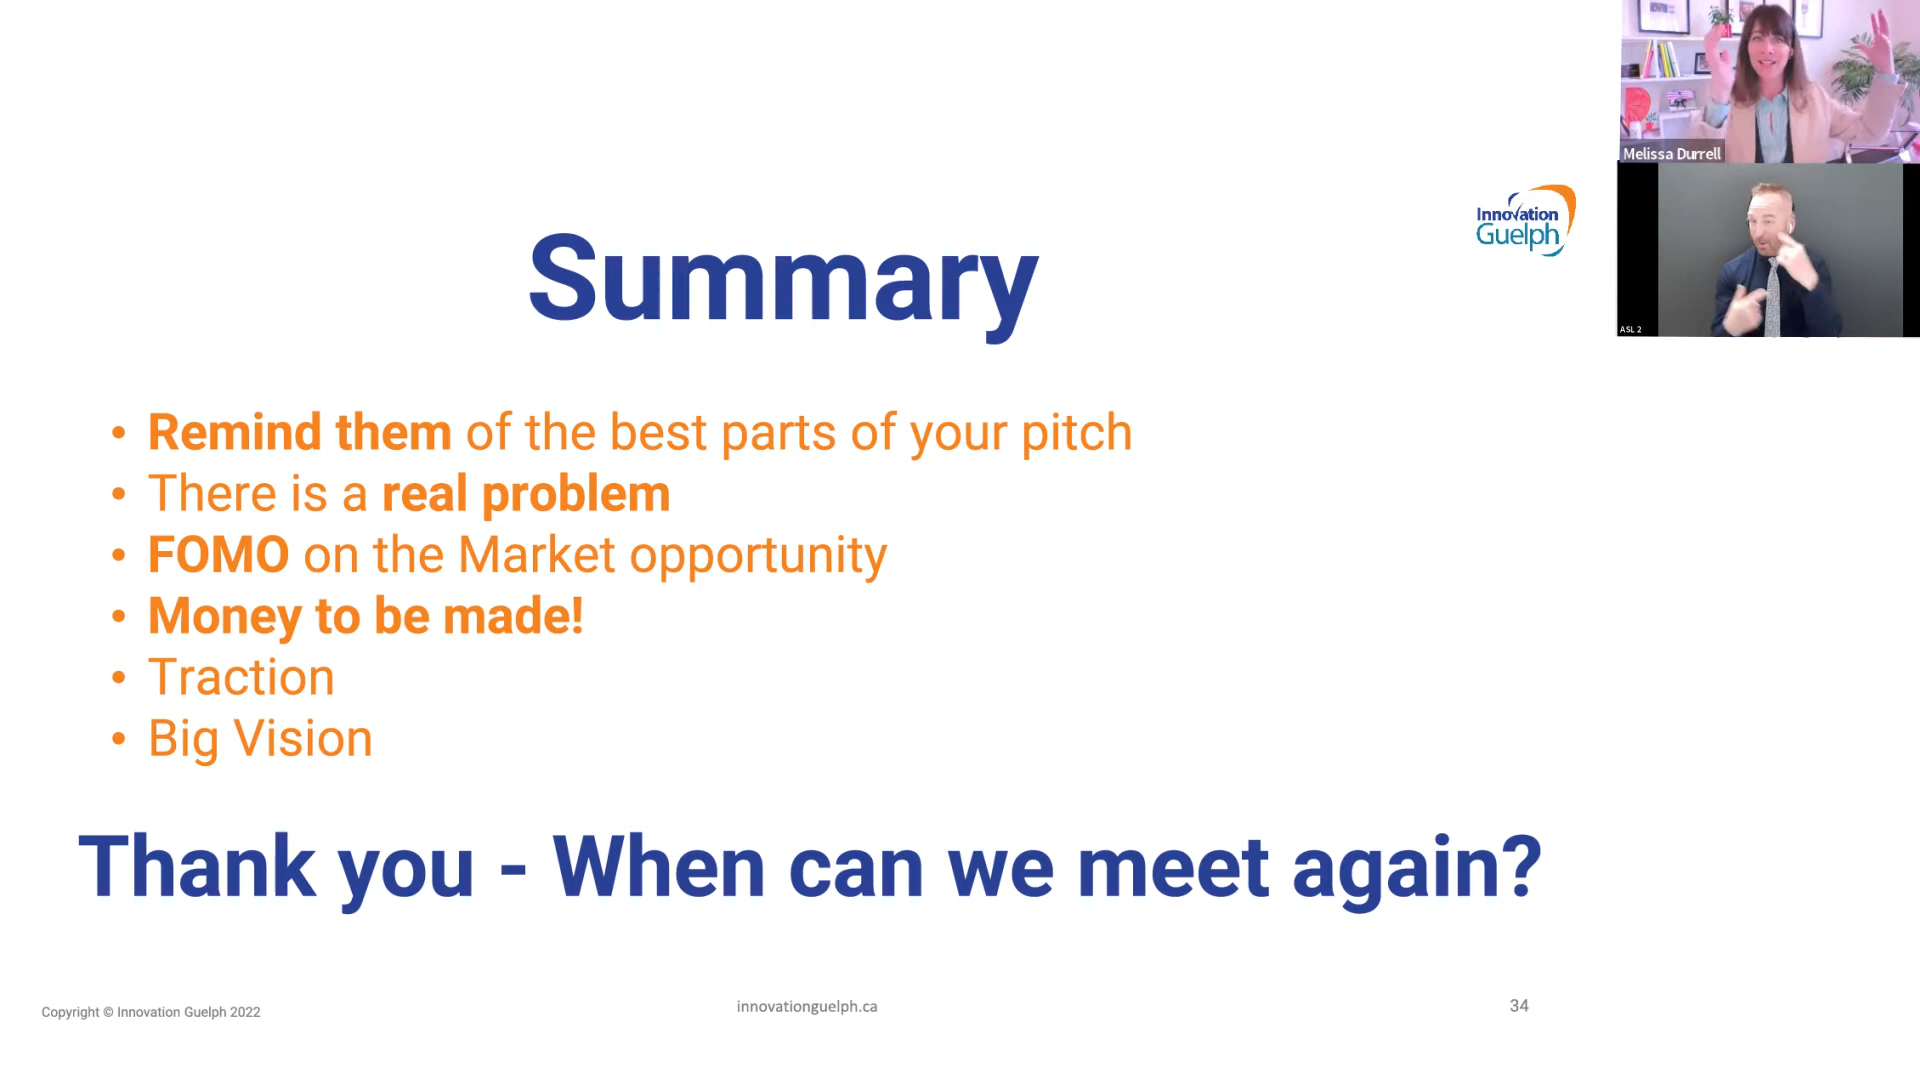 Melissa Durrell
Innovation
Guelph
ASL 2
Summary
• Remind them of the best parts of your pitch
• There is a real problem
• FOMO on the Market opportunity
• Money to be made!
• Traction
• Big Vision
Thank you - When can we meet again?
Copyright © Innovation Guelph 2022
innovationguelph.ca
34